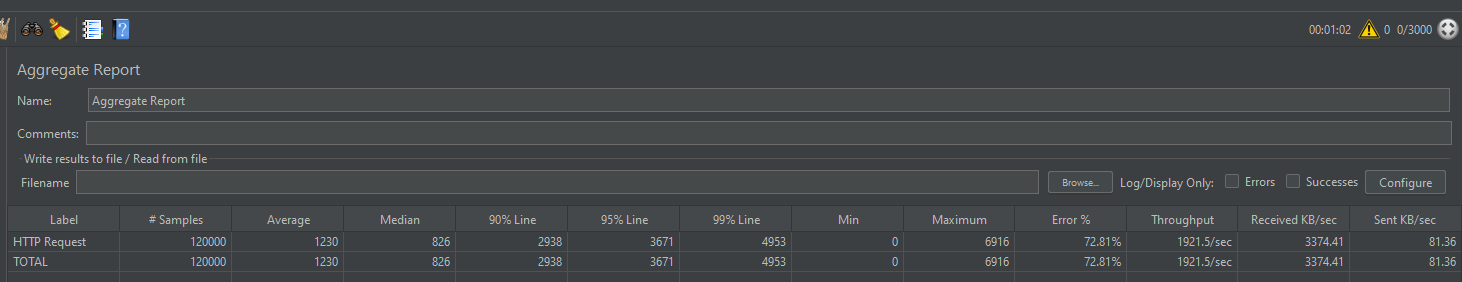 00:01:02 0 0/3000
Aggregate Report
Name: Aggregate Report
Comments:
Write results to file / Read from file
Filename Browse... Log/Display Only: Errors Successes Configure
Label # Samples Average Median 90% Line 95% Line 99% Line Min Maximum Error % Throughput Received KB/sec Sent KB/sec
HTTP Request 120000 1230 826 2938 3671 4953 0 6916 72.81% 1921.5/sec 3374.41 81.36
TOTAL 120000 1230 826 2938 3671 4953 0 6916 72.81% 1921.5/sec 3374.41 81.36